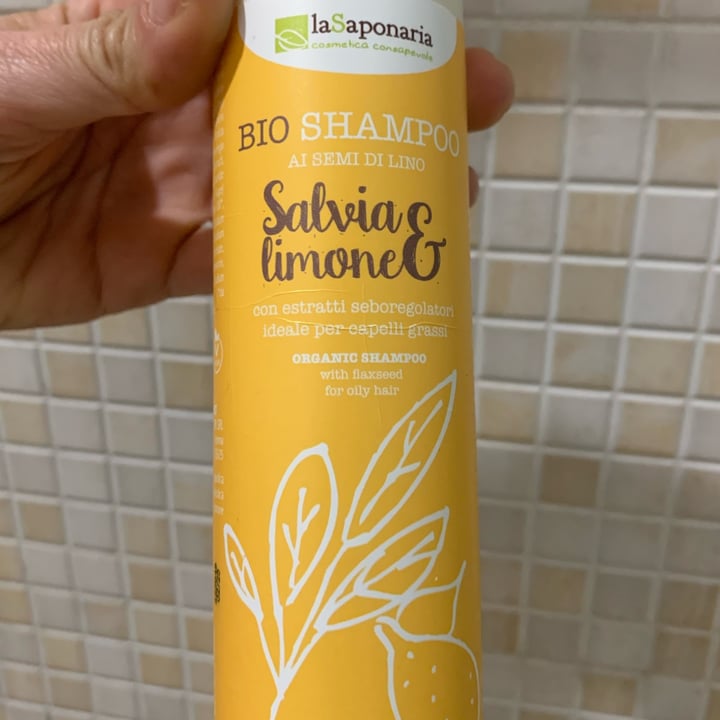 laSaponaria
cosmetica consapevole
BIO SHAMPOO
AI SEMI DI LINO
Salvia &
limone
con estratti seboregolatori
ideale per capelli grassi
ORGANIC SHAMPOO
with flaxseed
for oily hair